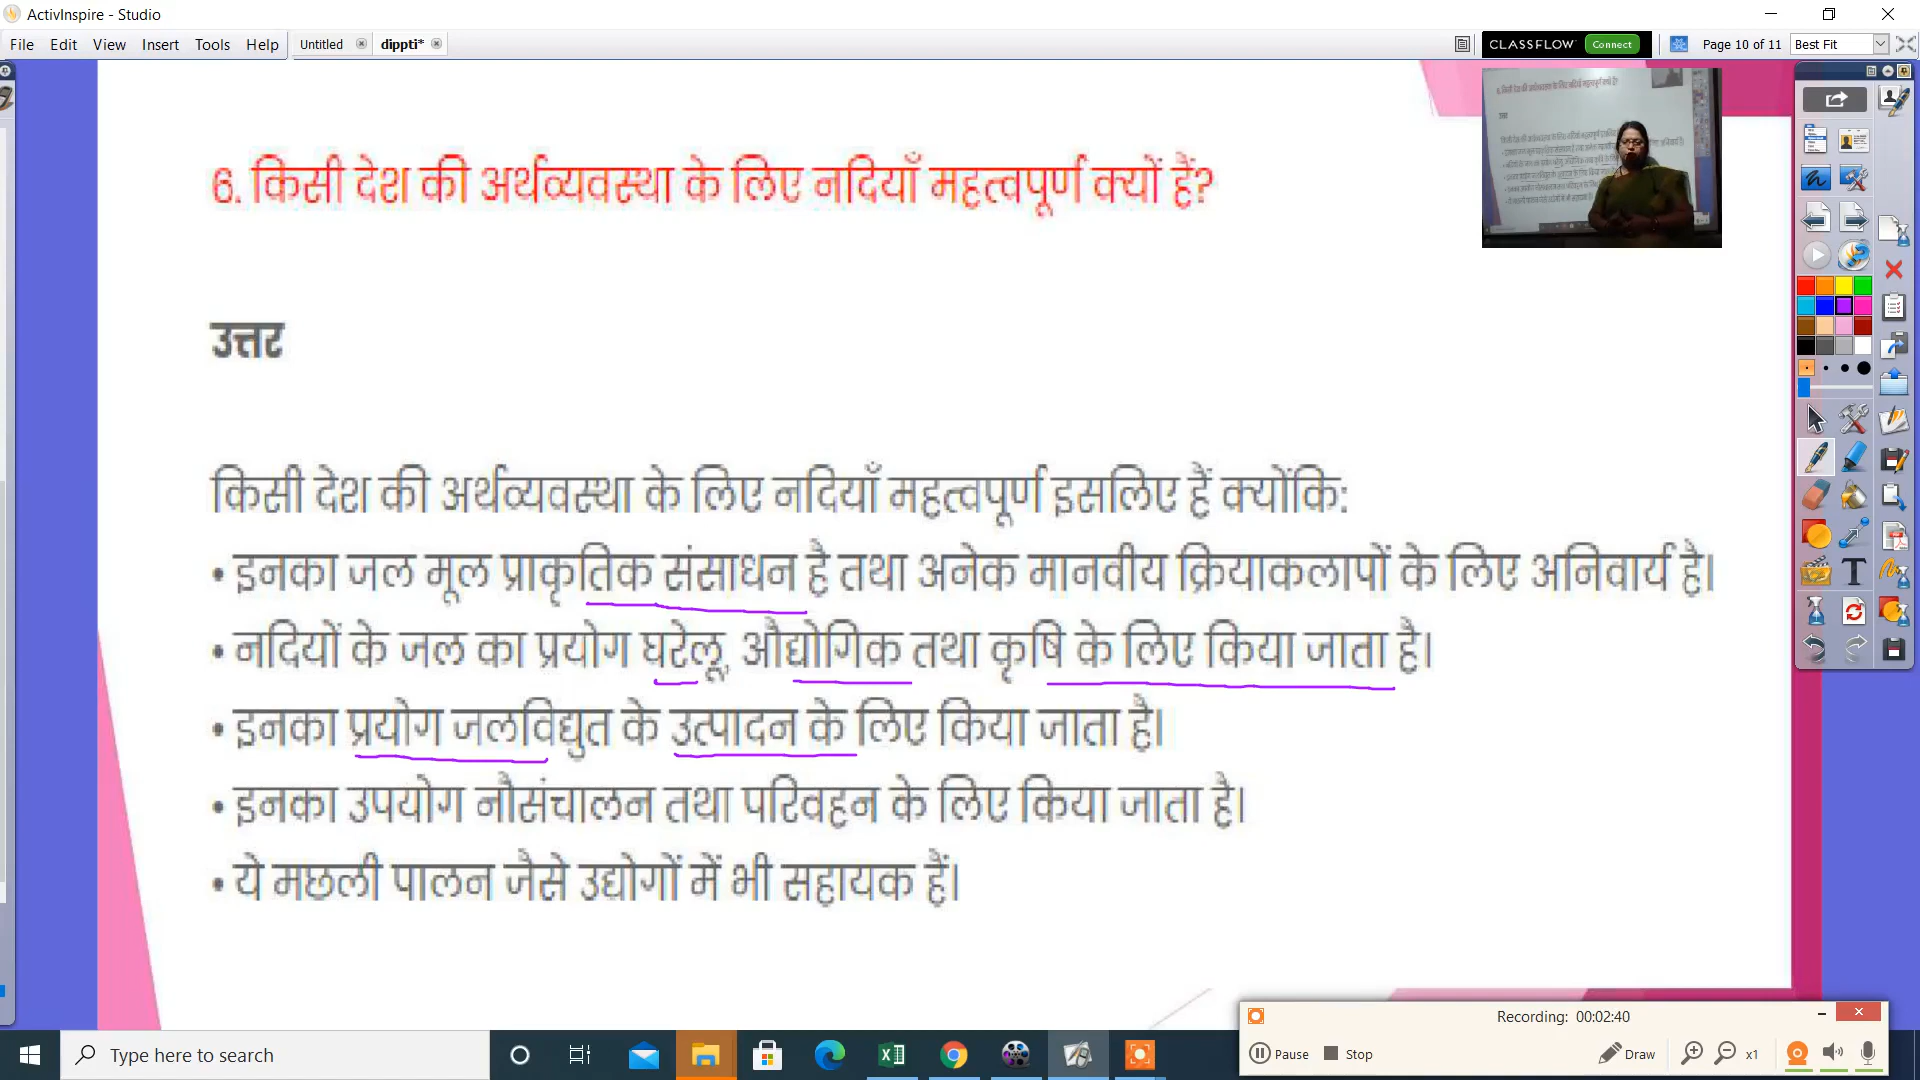 ActivInspire - Studio
File Edit View Insert Tools Help
Untitled dippti*
CLASSFLOW Connect
Page 10 of 11 Best Fit
6. किसी देश की अर्थव्यवस्था के लिए नदियाँ महत्वपूर्ण क्यों हैं?
उत्तर
किसी देश की अर्थव्यवस्था के लिए नदियाँ महत्वपूर्ण इसलिए हैं क्योंकि:
• इनका जल मूल प्राकृतिक संसाधन है तथा अनेक मानवीय क्रियाकलापों के लिए अनिवार्य है।
• नदियों के जल का प्रयोग घरेलू, औद्योगिक तथा कृषि के लिए किया जाता है।
• इनका प्रयोग जलविद्युत के उत्पादन के लिए किया जाता है।
• इनका उपयोग नौसंचालन तथा परिवहन के लिए किया जाता है।
• ये मछली पालन जैसे उद्योगों में भी सहायक हैं।
Recording: 00:02:40
Pause Stop Draw x1
Type here to search